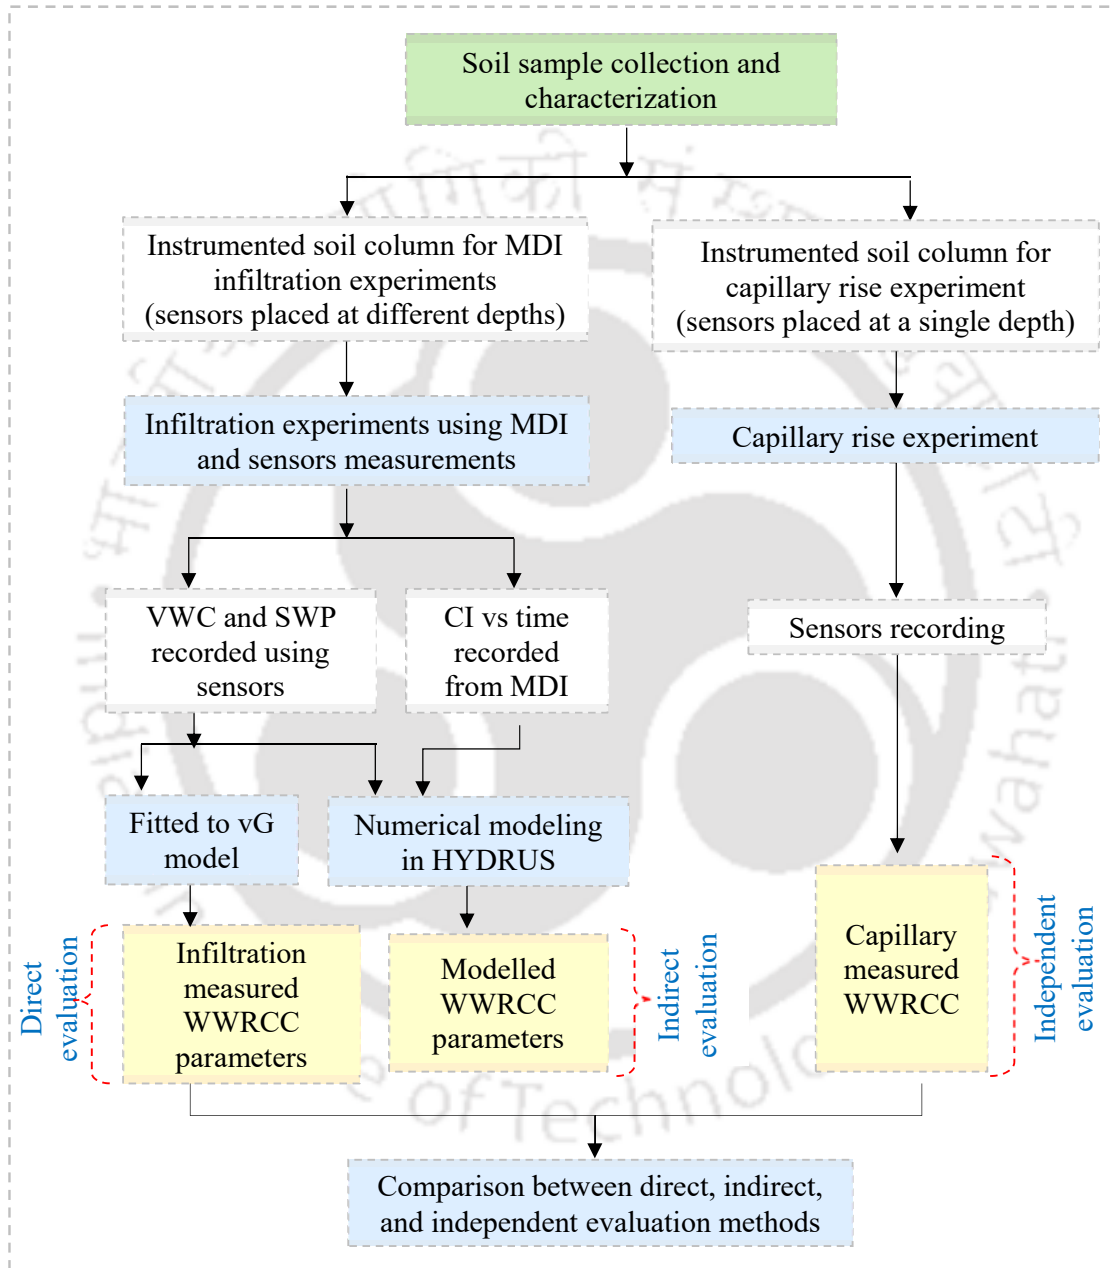 Soil sample collection and
characterization
Instrumented soil column for MDI
infiltration experiments
(sensors placed at different depths)
Instrumented soil column for
capillary rise experiment
(sensors placed at a single depth)
Infiltration experiments using MDI
and sensors measurements
Capillary rise experiment
VWC and SWP
recorded using
sensors
CI vs time
recorded
from MDI
Sensors recording
Fitted to vG
model
Numerical modeling
in HYDRUS
Direct
evaluation
Infiltration
measured
WWRCC
parameters
Modelled
WWRCC
parameters
Indirect
evaluation
Capillary
measured
WWRCC
Independent
evaluation
Comparison between direct, indirect,
and independent evaluation methods
of Technolo
wahati